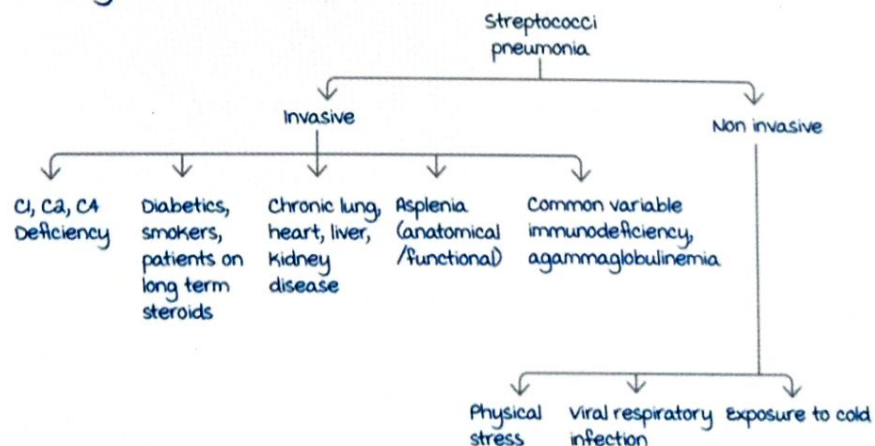 Streptococci
pneumonia
Invasive
Non invasive
C1, C2, C4
Deficiency
Diabetics,
smokers,
patients on
long term
steroids
Chronic lung,
heart, liver,
kidney
disease
Asplenia
(anatomical
/functional)
Common variable
immunodeficiency,
agammaglobulinemia
Physical
stress
Viral respiratory
infection
Exposure to cold